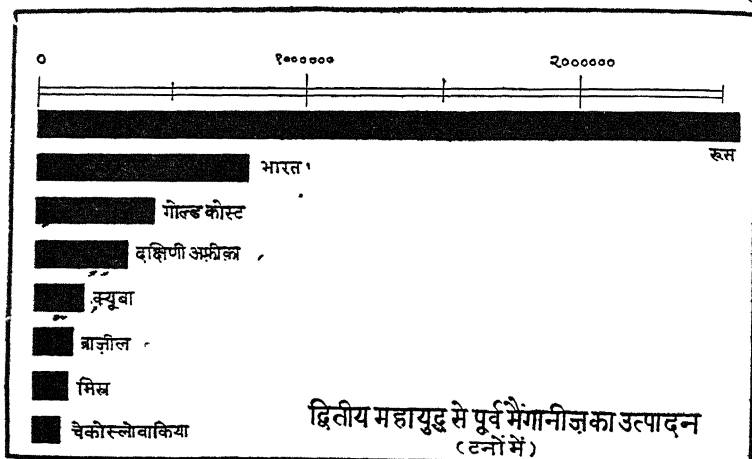 ० १०००००० २००००००
रूस
भारत
गोल्ड कोस्ट
दक्षिणी अफ़्रीका
क्यूबा
ब्राज़ील
मिस्र
चेकोस्लोवाकिया
द्वितीय महायुद्ध से पूर्व मैंगानीज़ का उत्पादन
(टनों में)